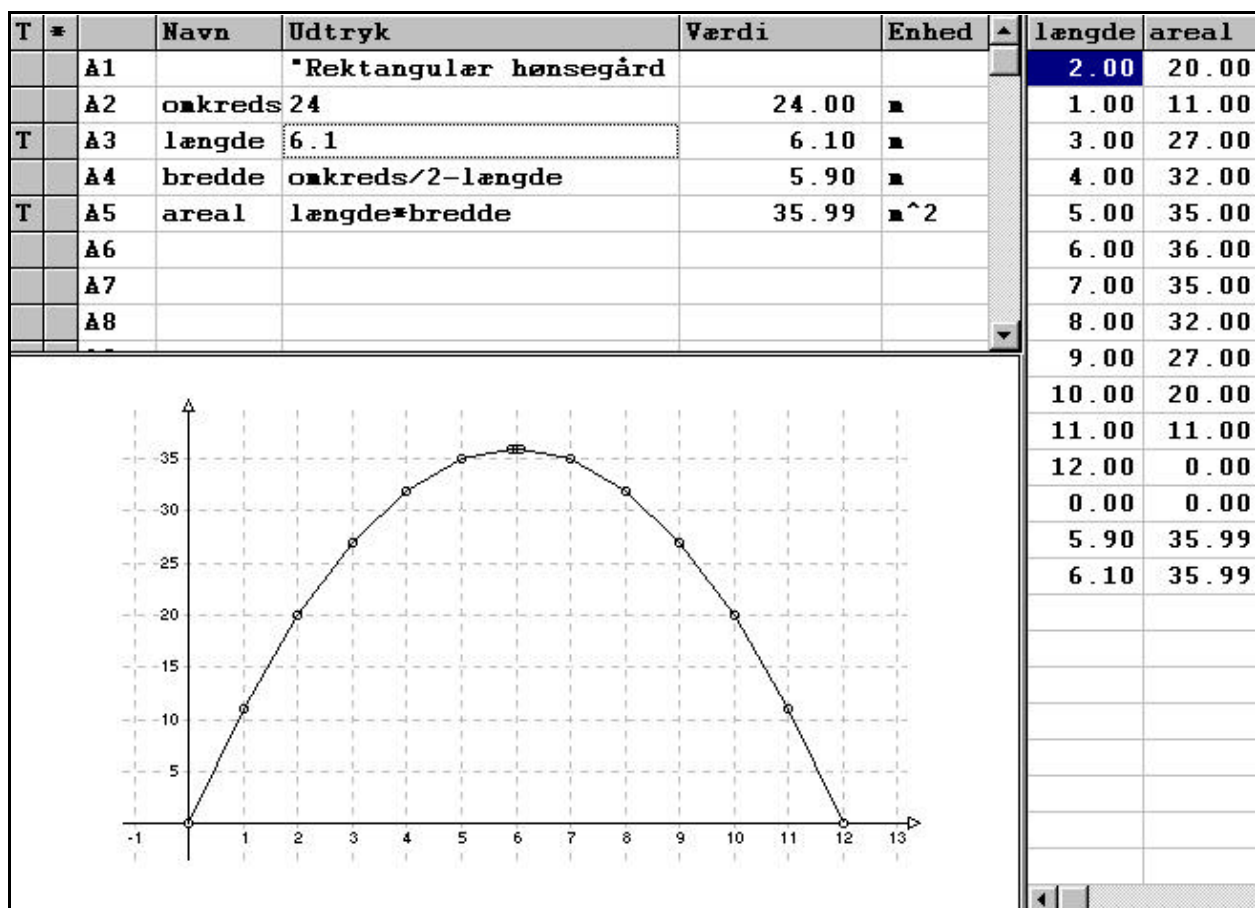 T * Navn Udtryk Værdi Enhed
A1 "Rektangulær hønsegård
A2 omkreds 24 24.00 m
T A3 længde 6.1 6.10 m
A4 bredde omkreds/2-længde 5.90 m
T A5 areal længde*bredde 35.99 m^2
A6
A7
A8
længde areal
2.00 20.00
1.00 11.00
3.00 27.00
4.00 32.00
5.00 35.00
6.00 36.00
7.00 35.00
8.00 32.00
9.00 27.00
10.00 20.00
11.00 11.00
12.00 0.00
0.00 0.00
5.90 35.99
6.10 35.99
35
30
25
20
15
10
5
-1 1 2 3 4 5 6 7 8 9 10 11 12 13